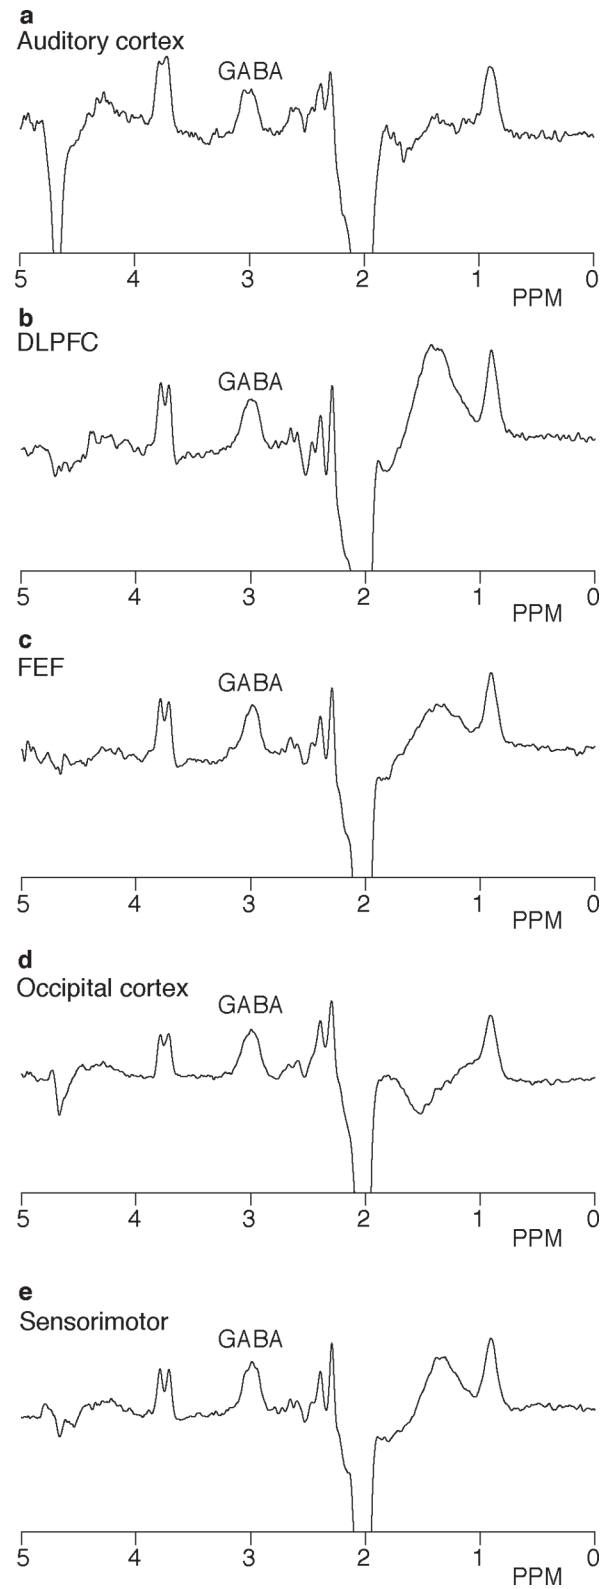 a
Auditory cortex
GABA
5 4 3 2 1 0
PPM
b
DLPFC
GABA
5 4 3 2 1 0
PPM
c
FEF
GABA
5 4 3 2 1 0
PPM
d
Occipital cortex
GABA
5 4 3 2 1 0
PPM
e
Sensorimotor
GABA
5 4 3 2 1 0
PPM